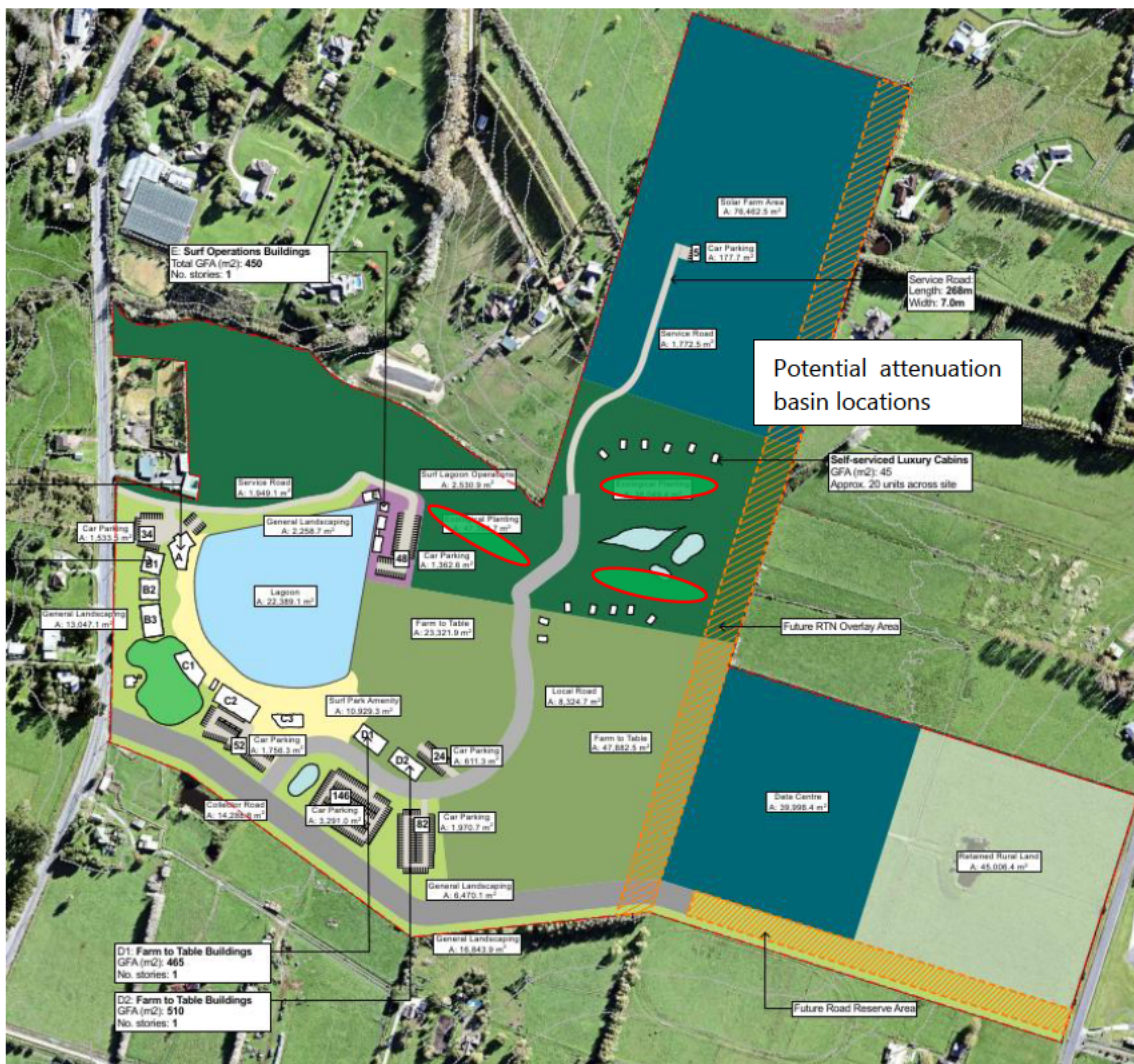 Solar Farm Area
A: 76,462.5 m²
E: Surf Operations Buildings
Total GFA (m2): 450
No. stories: 1
Car Parking
A: 177.7 m²
Service Road:
Length: 268m
Width: 7.0m
Service Road
A: 1,772.5 m²
Potential attenuation
basin locations
Self-serviced Luxury Cabins
GFA (m2): 45
Approx. 20 units across site
Surf Lagoon Operations
A: 2,530.9 m²
Service Road
A: 1,949.1 m²
Ecological Planting
Ecological Planting
General Landscaping
A: 2,258.7 m²
Car Parking
A: 1,533.5 m²
34
A
E
48
Car Parking
A: 1,362.6 m²
B1
B2
B3
Lagoon
A: 22,389.1 m²
General Landscaping
A: 13,047.1 m²
Farm to Table
A: 23,321.9 m²
Future RTN Overlay Area
C1
C2
C3
Surf Park Amenity
A: 10,929.3 m²
Local Road
A: 8,324.7 m²
D1
D2
Farm to Table
A: 47,882.5 m²
52
Car Parking
A: 1,756.3 m²
24
Car Parking
A: 611.3 m²
146
Car Parking
A: 3,291.0 m²
82
Car Parking
A: 1,970.7 m²
Collector Road
Data Centre
A: 39,998.4 m²
Retained Rural Land
A: 45,006.4 m²
General Landscaping
A: 6,470.1 m²
General Landscaping
A: 16,843.9 m²
D1: Farm to Table Buildings
GFA (m2): 465
No. stories: 1
D2: Farm to Table Buildings
GFA (m2): 510
No. stories: 1
Future Road Reserve Area